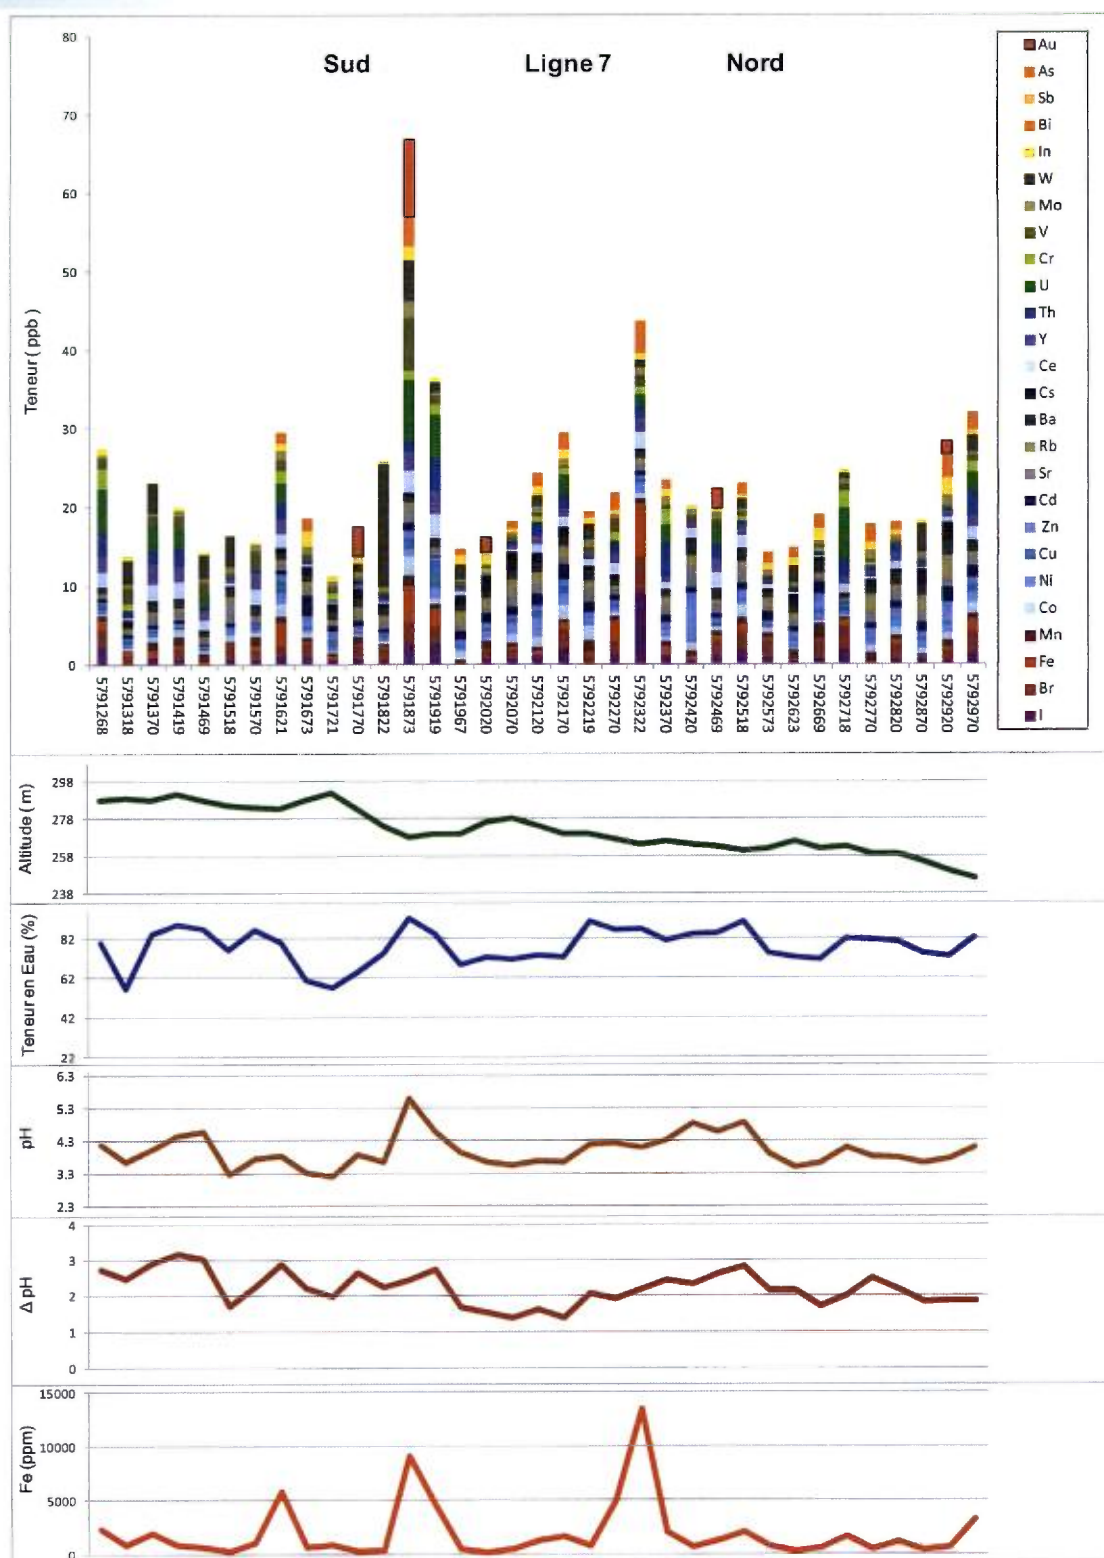 80
70
60
50
40
30
20
10
0
Teneur ( ppb )
Sud Ligne 7 Nord
Au
As
Sb
Bi
In
W
Mo
V
Cr
U
Th
Y
Ce
Cs
Ba
Rb
Sr
Cd
Zn
Cu
Ni
Co
Mn
Fe
Br
I
5791268
5791318
5791370
5791419
5791469
5791518
5791570
5791621
5791673
5791721
5791770
5791822
5791873
5791919
5791967
5792020
5792070
5792120
5792170
5792219
5792270
5792322
5792370
5792420
5792469
5792518
5792573
5792623
5792669
5792718
5792770
5792820
5792870
5792920
5792970
Altitude ( m)
298
278
258
238
Teneur en Eau (%)
82
62
42
22
pH
6.3
5.3
4.3
3.3
2.3
Δ pH
4
3
2
1
0
Fe (ppm)
15000
10000
5000
0